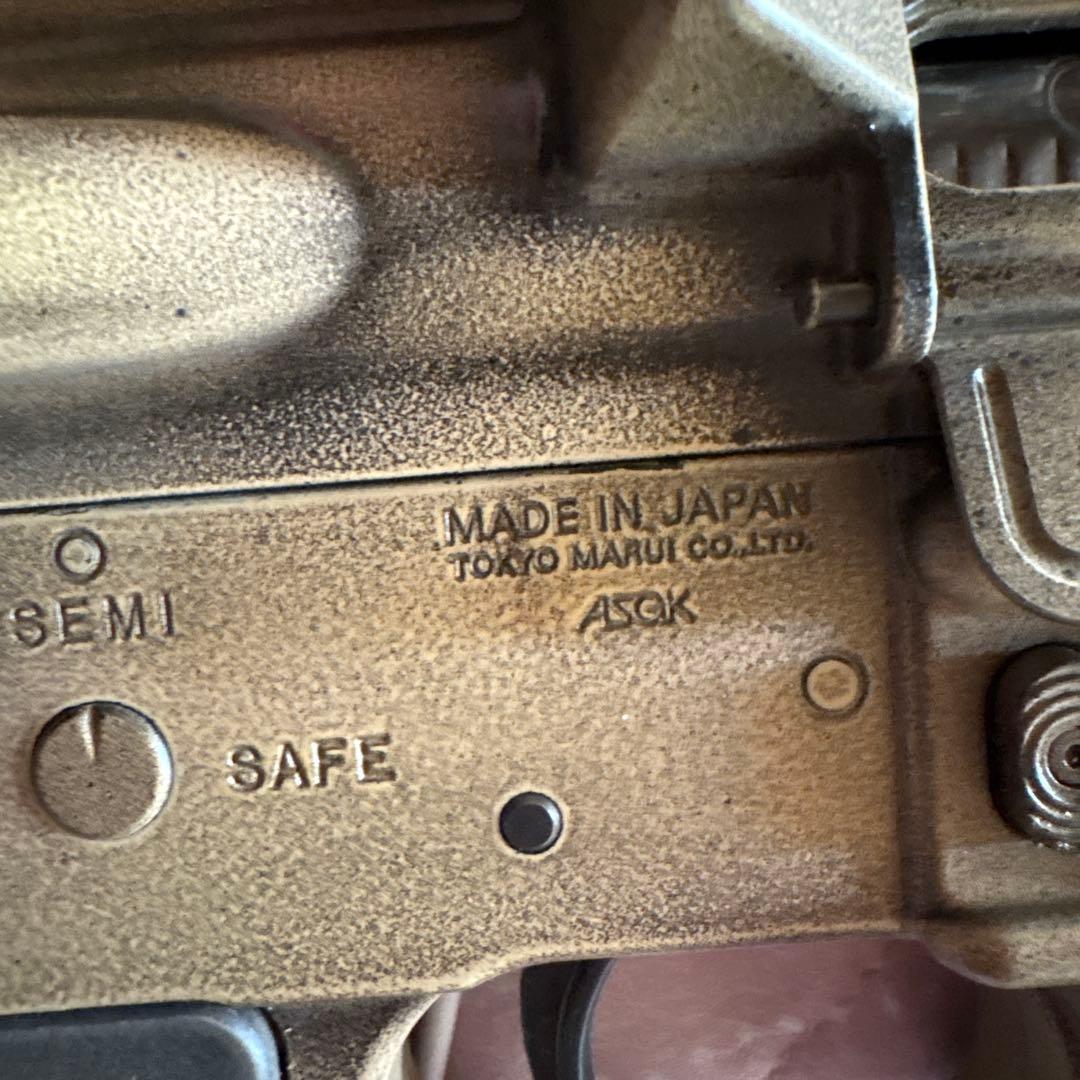 MADE IN JAPAN
TOKYO MARUI CO.,LTD.
ASGK
SEMI
SAFE